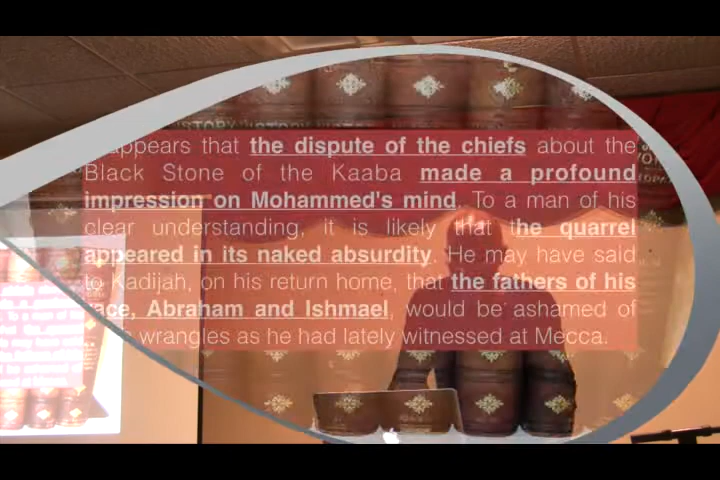 appears that the dispute of the chiefs about the
Black Stone of the Kaaba made a profound
impression on Mohammed's mind. To a man of his
clear understanding, it is likely that the quarrel
appeared in its naked absurdity. He may have said
to Kadijah, on his return home, that the fathers of his
race, Abraham and Ishmael, would be ashamed of
wrangles as he had lately witnessed at Mecca.